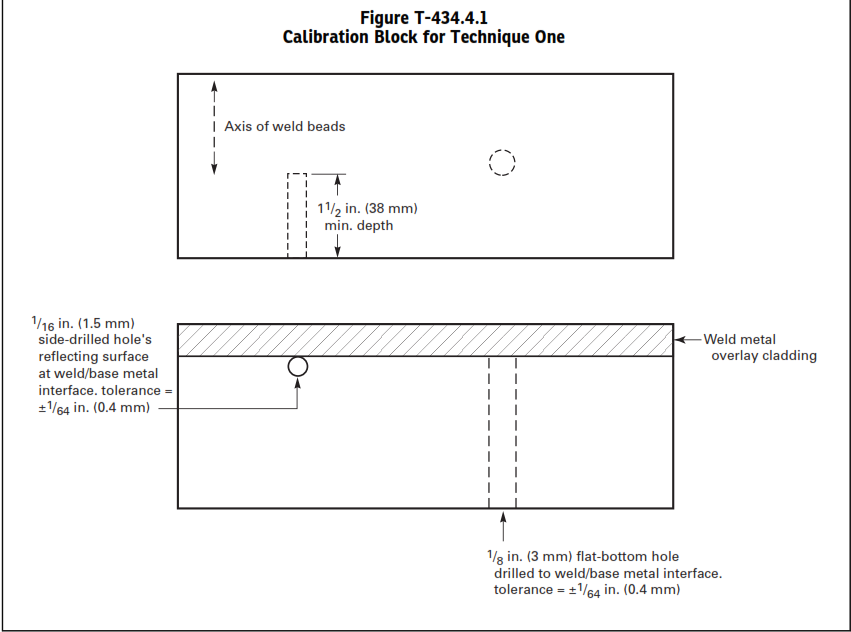 Figure T-434.4.1
Calibration Block for Technique One
Axis of weld beads
1 1/2 in. (38 mm)
min. depth
1/16 in. (1.5 mm)
side-drilled hole's
reflecting surface
at weld/base metal
interface. tolerance =
±1/64 in. (0.4 mm)
Weld metal
overlay cladding
1/8 in. (3 mm) flat-bottom hole
drilled to weld/base metal interface.
tolerance = ±1/64 in. (0.4 mm)